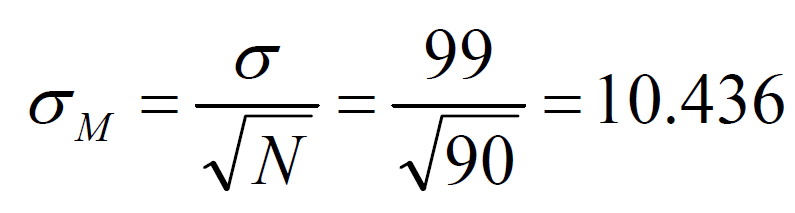 σ_M = σ/√N = 99/√90 = 10.436